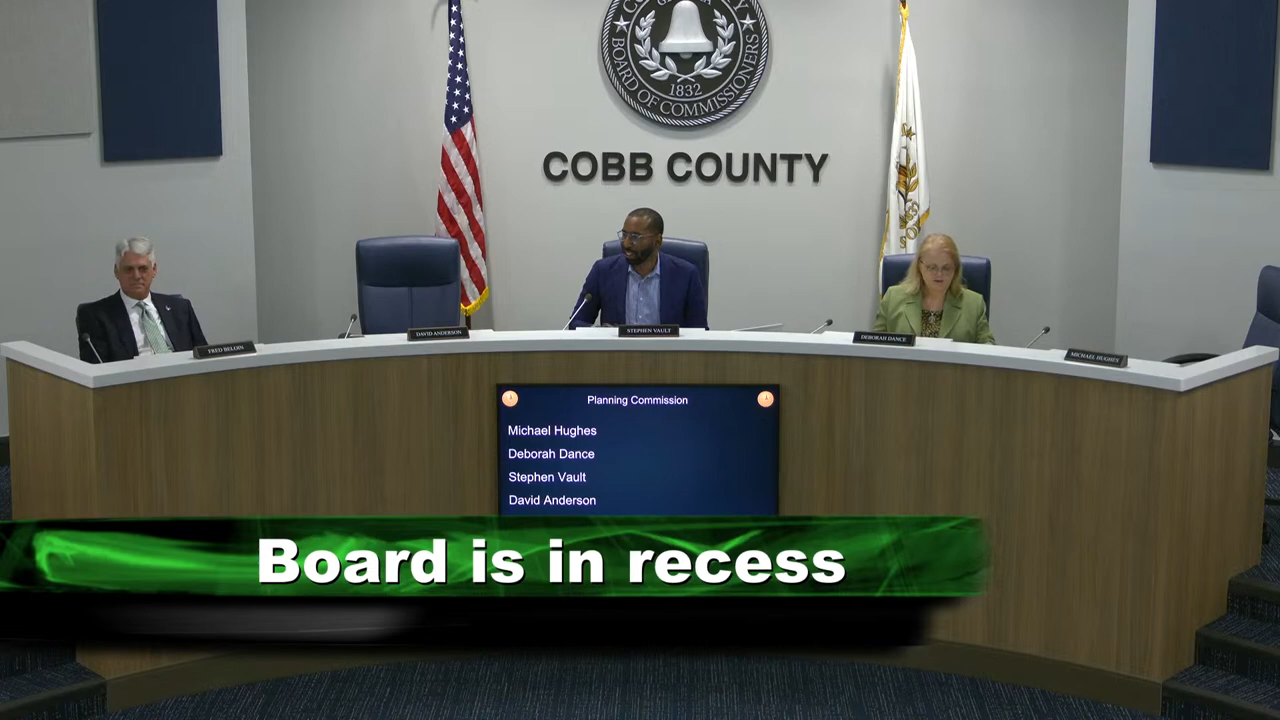 BOARD OF COMMISSIONERS
1832
COBB COUNTY
FRED BELOIN
DAVID ANDERSON
STEPHEN VAULT
DEBORAH DANCE
MICHAEL HUGHES
Planning Commission
Michael Hughes
Deborah Dance
Stephen Vault
David Anderson
Board is in recess